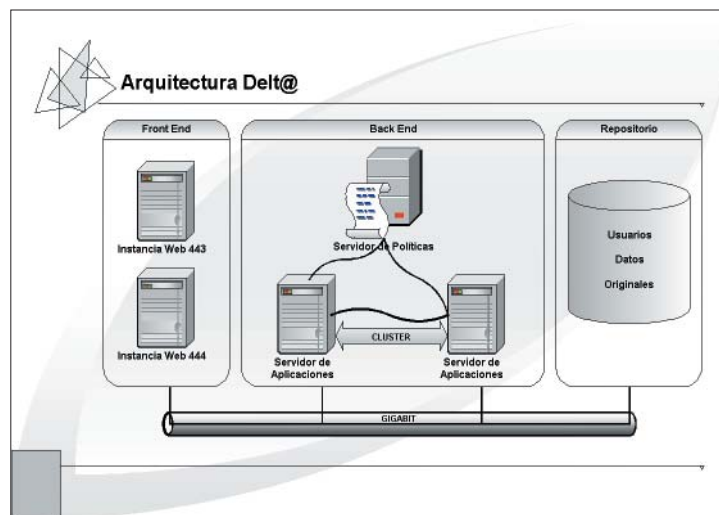 Arquitectura Delt@
Front End
Instancia Web 443
Instancia Web 444
Back End
Servidor de Políticas
CLUSTER
Servidor de
Aplicaciones
Servidor de
Aplicaciones
Repositorio
Usuarios
Datos
Originales
GIGABIT